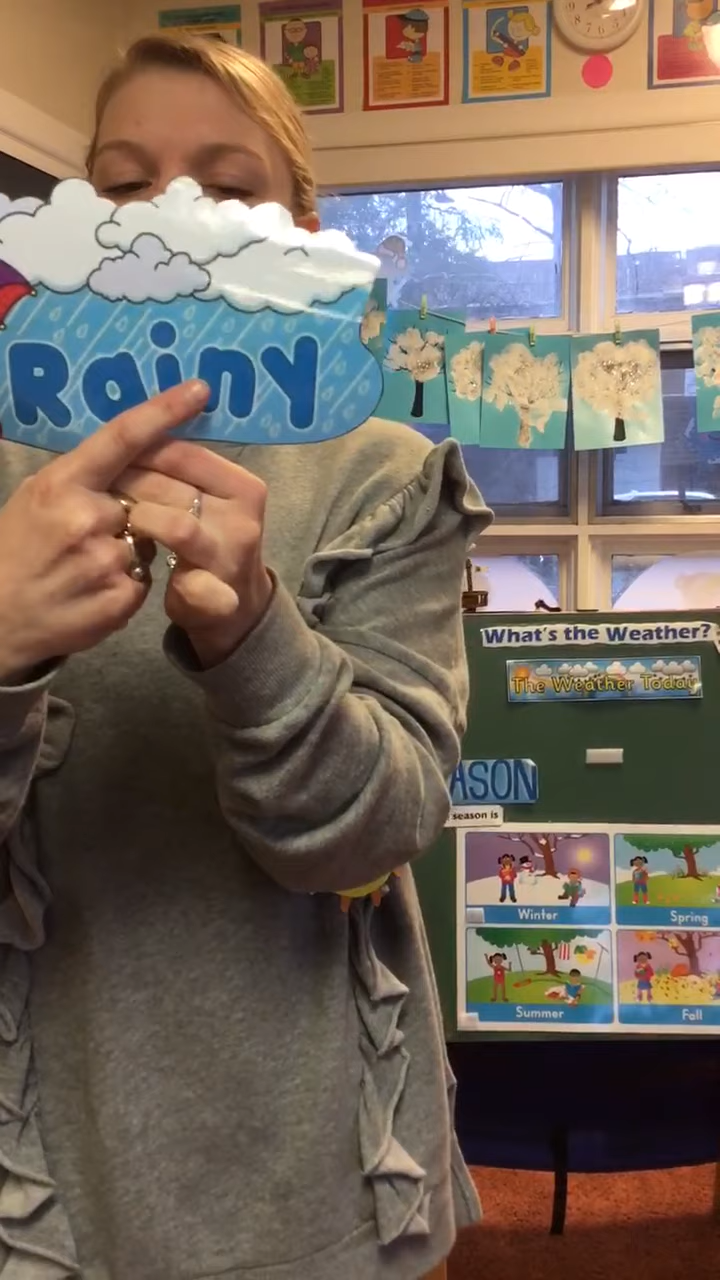 Rainy
What's the Weather?
The Weather Today
ASON
season is
Winter
Spring
Summer
Fall